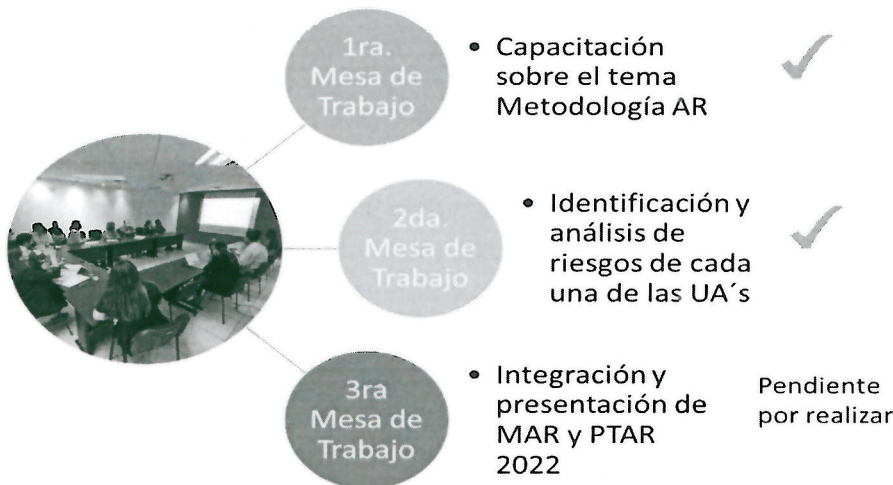 1ra.
Mesa de
Trabajo
• Capacitación
sobre el tema
Metodología AR
2da.
Mesa de
Trabajo
• Identificación y
análisis de
riesgos de cada
una de las UA´s
3ra
Mesa de
Trabajo
• Integración y
presentación de
MAR y PTAR
2022
Pendiente
por realizar